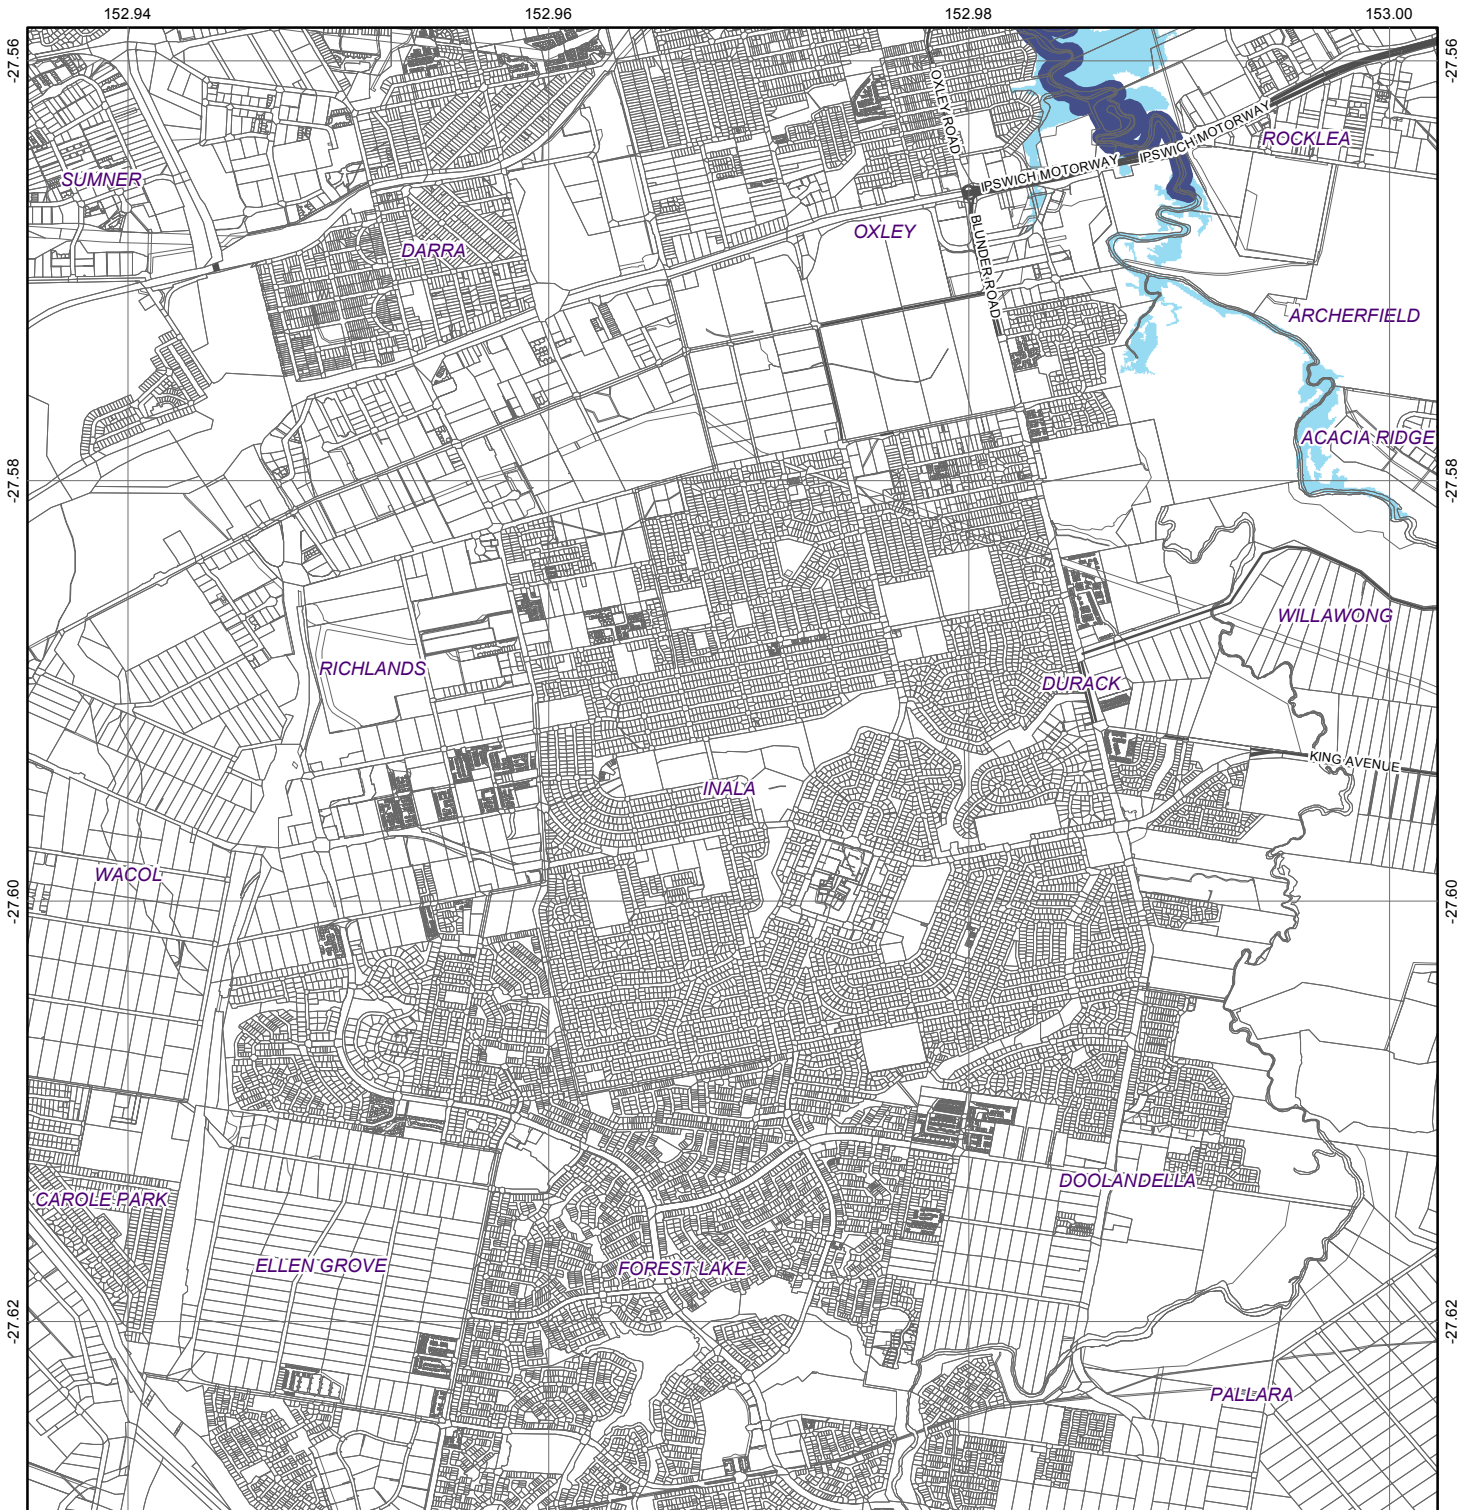 152.94
152.96
152.98
153.00
-27.56
-27.56
OXLEY ROAD
IPSWICH MOTORWAY
IPSWICH MOTORWAY
ROCKLEA
SUMNER
OXLEY
DARRA
BLUNDER ROAD
ARCHERFIELD
ACACIA RIDGE
-27.58
-27.58
WILLAWONG
RICHLANDS
DURACK
KING AVENUE
INALA
WACOL
-27.60
-27.60
DOOLANDELLA
CAROLE PARK
ELLEN GROVE
FOREST LAKE
-27.62
-27.62
PALLARA